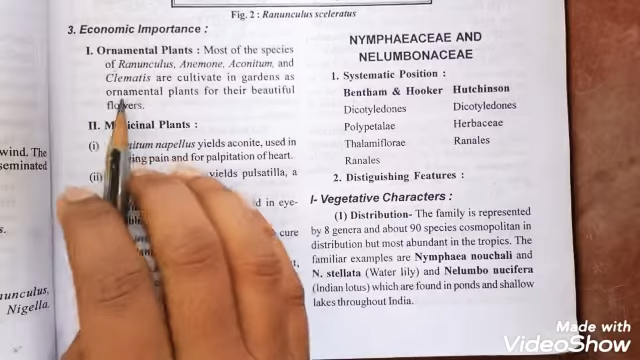 Fig. 2 : Ranunculus sceleratus
3. Economic Importance :
I. Ornamental Plants : Most of the species
of Ranunculus, Anemone, Aconitum, and
Clematis are cultivate in gardens as
ornamental plants for their beautiful
flowers.
II. Medicinal Plants :
(i) napellus yields aconite, used in
pain and for palpitation of heart.
(ii) yields pulsatilla, a
d in eye-
cure
wind. The
seminated
s.
Nigella.
NYMPHAEACEAE AND
NELUMBONACEAE
1. Systematic Position :
Bentham & Hooker Hutchinson
Dicotyledones Dicotyledones
Polypetalae Herbaceae
Thalamiflorae Ranales
Ranales
2. Distinguishing Features :
I- Vegetative Characters :
(1) Distribution- The family is represented
by 8 genera and about 90 species cosmopolitan in
distribution but most abundant in the tropics. The
familiar examples are Nymphaea nouchali and
N. stellata (Water lily) and Nelumbo nucifera
(Indian lotus) which are found in ponds and shallow
lakes throughout India.
Made with
VideoShow